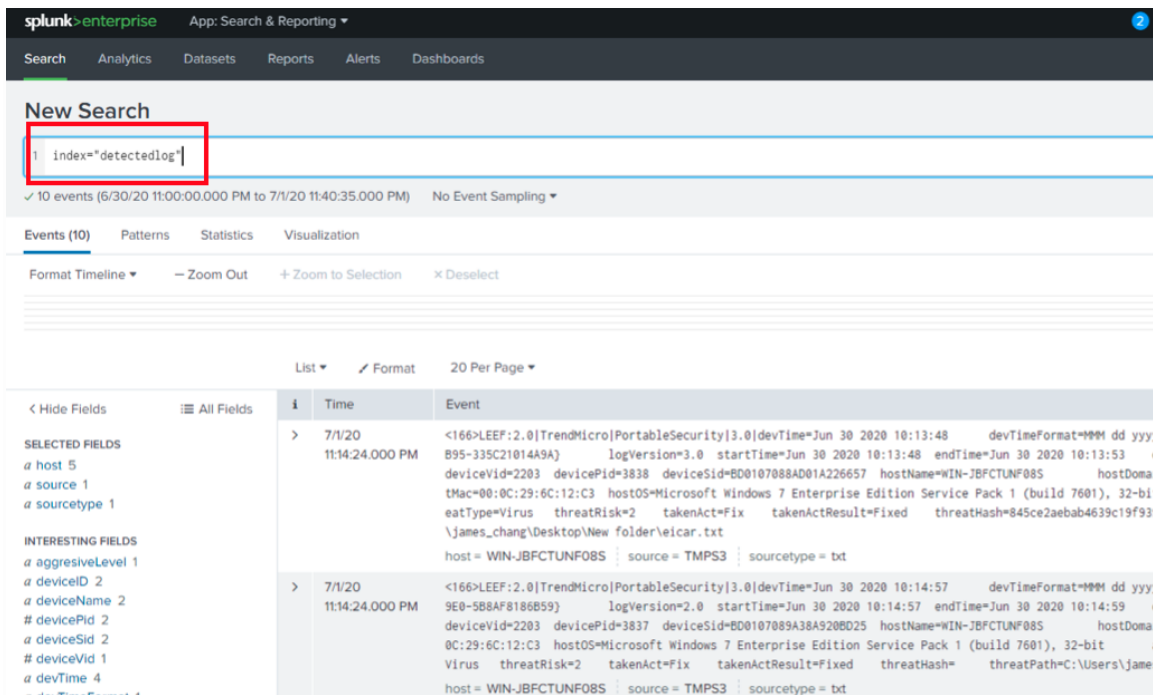 splunk>enterprise App: Search & Reporting ▾ 2
Search Analytics Datasets Reports Alerts Dashboards
New Search
1 index="detectedlog"
✓ 10 events (6/30/20 11:00:00.000 PM to 7/1/20 11:40:35.000 PM) No Event Sampling ▾
Events (10) Patterns Statistics Visualization
Format Timeline ▾ — Zoom Out + Zoom to Selection × Deselect
List ▾ Format 20 Per Page ▾
< Hide Fields All Fields i Time Event
SELECTED FIELDS
a host 5
a source 1
a sourcetype 1
INTERESTING FIELDS
a aggresiveLevel 1
a deviceID 2
a deviceName 2
# devicePid 2
a deviceSid 2
# deviceVid 1
a devTime 4
> 7/1/20
11:14:24.000 PM
<166>LEEF:2.0|TrendMicro|PortableSecurity|3.0|devTime=Jun 30 2020 10:13:48 devTimeFormat=MMM dd yyy
B95-335C21014A9A} logVersion=3.0 startTime=Jun 30 2020 10:13:48 endTime=Jun 30 2020 10:13:53
deviceVid=2203 devicePid=3838 deviceSid=BD0107088AD01A226657 hostName=WIN-JBFCTUNF08S hostDoma
tMac=00:0C:29:6C:12:C3 hostOS=Microsoft Windows 7 Enterprise Edition Service Pack 1 (build 7601), 32-bi
eatType=Virus threatRisk=2 takenAct=Fix takenActResult=Fixed threatHash=845ce2aebab4639c19f93
\james_chang\Desktop\New folder\eicar.txt
host = WIN-JBFCTUNF08S source = TMPS3 sourcetype = txt
> 7/1/20
11:14:24.000 PM
<166>LEEF:2.0|TrendMicro|PortableSecurity|3.0|devTime=Jun 30 2020 10:14:57 devTimeFormat=MMM dd yyy
9E0-5B8AF8186B59} logVersion=2.0 startTime=Jun 30 2020 10:14:57 endTime=Jun 30 2020 10:14:59
deviceVid=2203 devicePid=3837 deviceSid=BD0107089A38A920BD25 hostName=WIN-JBFCTUNF08S hostDoma
0C:29:6C:12:C3 hostOS=Microsoft Windows 7 Enterprise Edition Service Pack 1 (build 7601), 32-bit
Virus threatRisk=2 takenAct=Fix takenActResult=Fixed threatHash= threatPath=C:\Users\jame
host = WIN-JBFCTUNF08S source = TMPS3 sourcetype = txt